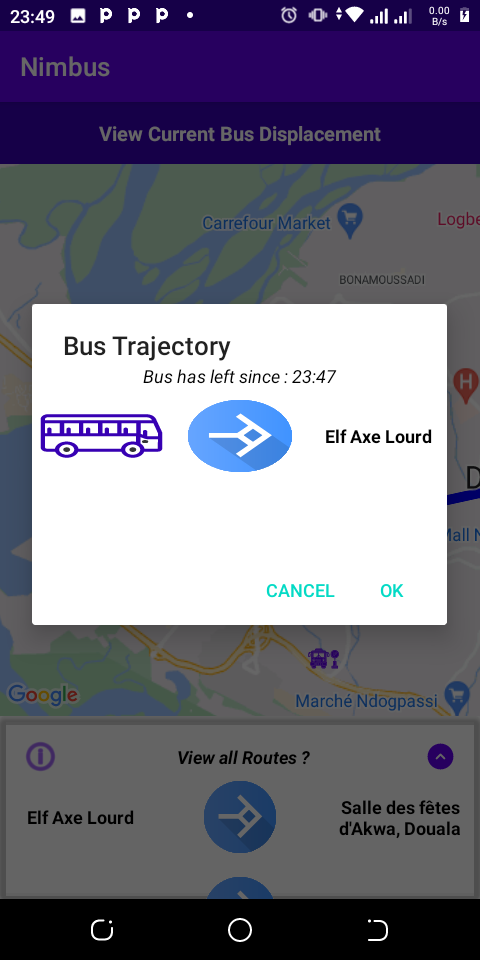 23:49
0.00
B/s
Nimbus
View Current Bus Displacement
Carrefour Market
Logbe
BONAMOUSSADI
H
Bus Trajectory
Bus has left since : 23:47
Elf Axe Lourd
D
Mall N
CANCEL
OK
Google
Marché Ndogpassi
View all Routes ?
Elf Axe Lourd
Salle des fêtes
d'Akwa, Douala